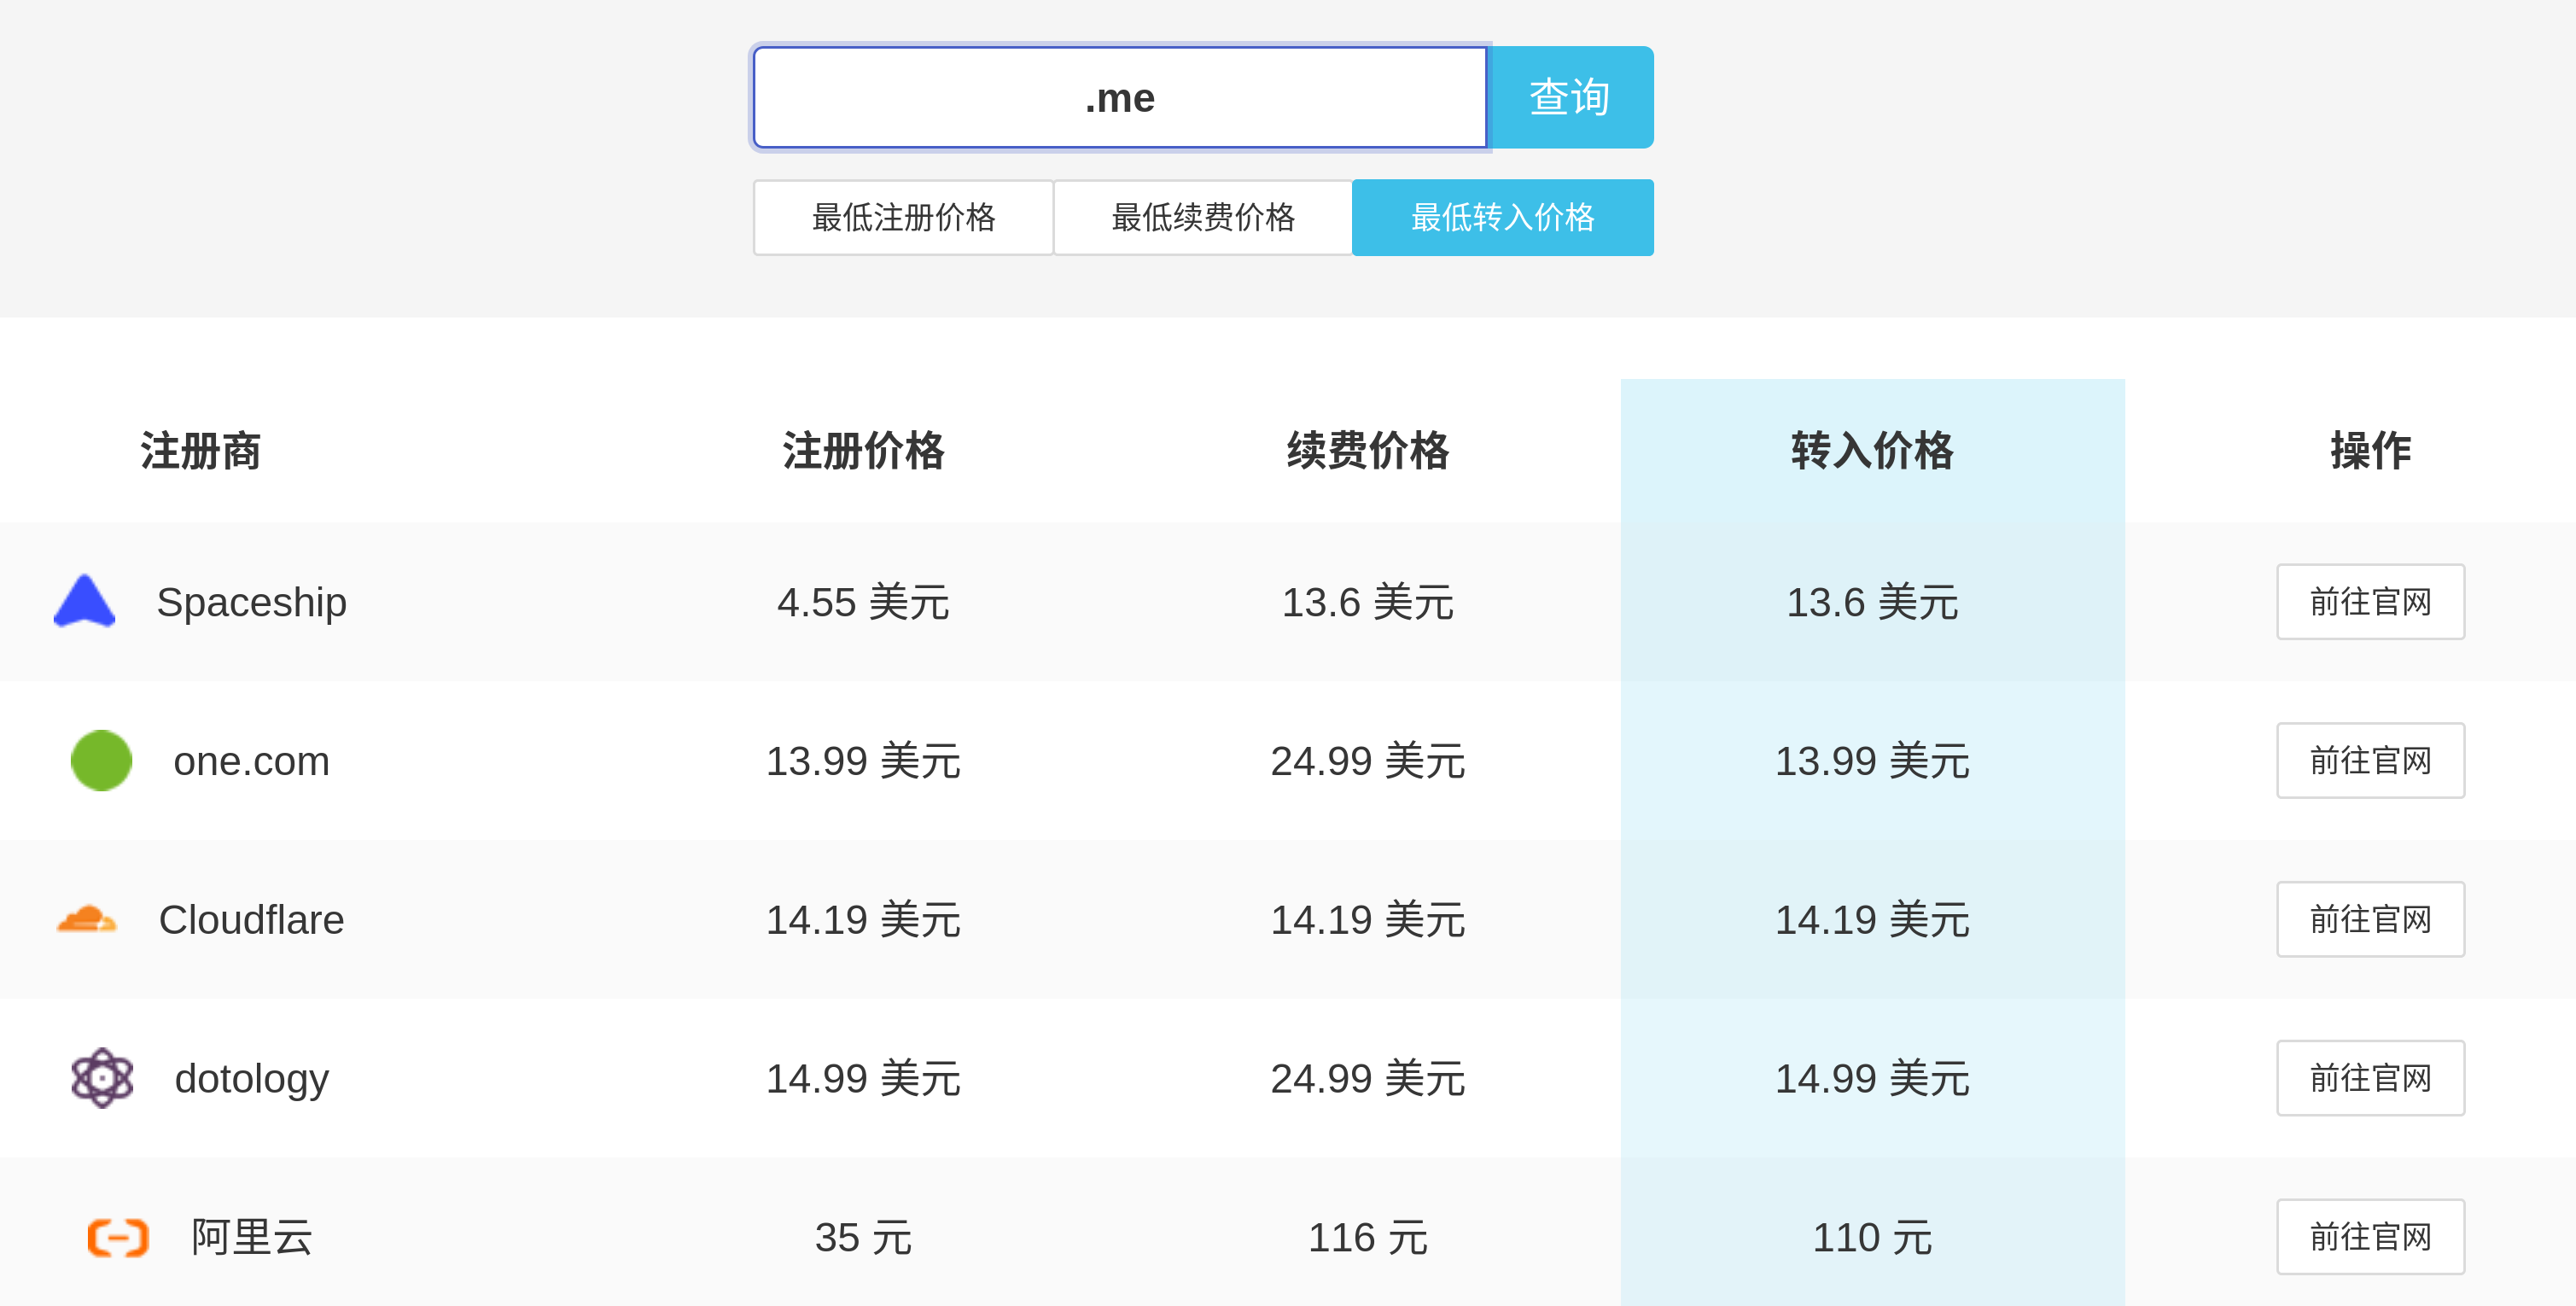 .me 查询
最低注册价格 最低续费价格 最低转入价格
注册商 注册价格 续费价格 转入价格 操作
Spaceship 4.55 美元 13.6 美元 13.6 美元 前往官网
one.com 13.99 美元 24.99 美元 13.99 美元 前往官网
Cloudflare 14.19 美元 14.19 美元 14.19 美元 前往官网
dotology 14.99 美元 24.99 美元 14.99 美元 前往官网
阿里云 35 元 116 元 110 元 前往官网